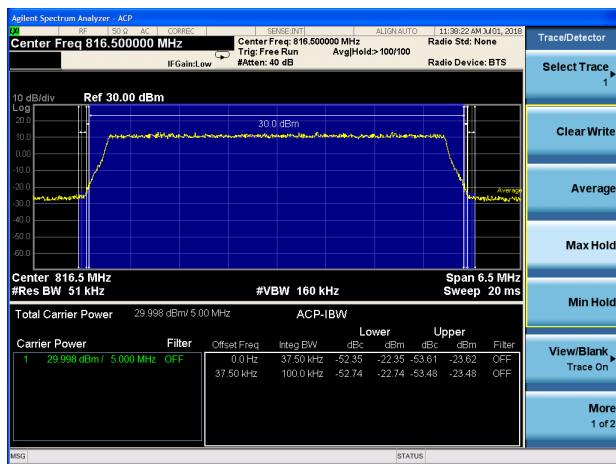 Agilent Spectrum Analyzer - ACP
LXI RF 50 Ω AC CORREC SENSE:INT ALIGN AUTO 11:38:22 AM Jul 01, 2018
Center Freq 816.500000 MHz
Center Freq: 816.500000 MHz
Radio Std: None
Trig: Free Run Avg|Hold:> 100/100
IFGain:Low #Atten: 40 dB Radio Device: BTS
Trace/Detector
Select Trace
1
Clear Write
Average
Max Hold
Min Hold
View/Blank
Trace On
More
1 of 2
10 dB/div Ref 30.00 dBm
Log
20.0
10.0
0.00
-10.0
-20.0
-30.0
-40.0
-50.0
-60.0
30.0 dBm
Average
Center 816.5 MHz Span 6.5 MHz
#Res BW 51 kHz #VBW 160 kHz Sweep 20 ms
Total Carrier Power 29.998 dBm/ 5.00 MHz ACP-IBW
Lower Upper
Carrier Power Filter Offset Freq Integ BW dBc dBm dBc dBm Filter
1 29.998 dBm / 5.000 MHz OFF 0.0 Hz 37.50 kHz -52.35 -22.35 -53.61 -23.62 OFF
37.50 kHz 100.0 kHz -52.74 -22.74 -53.48 -23.48 OFF
MSG STATUS